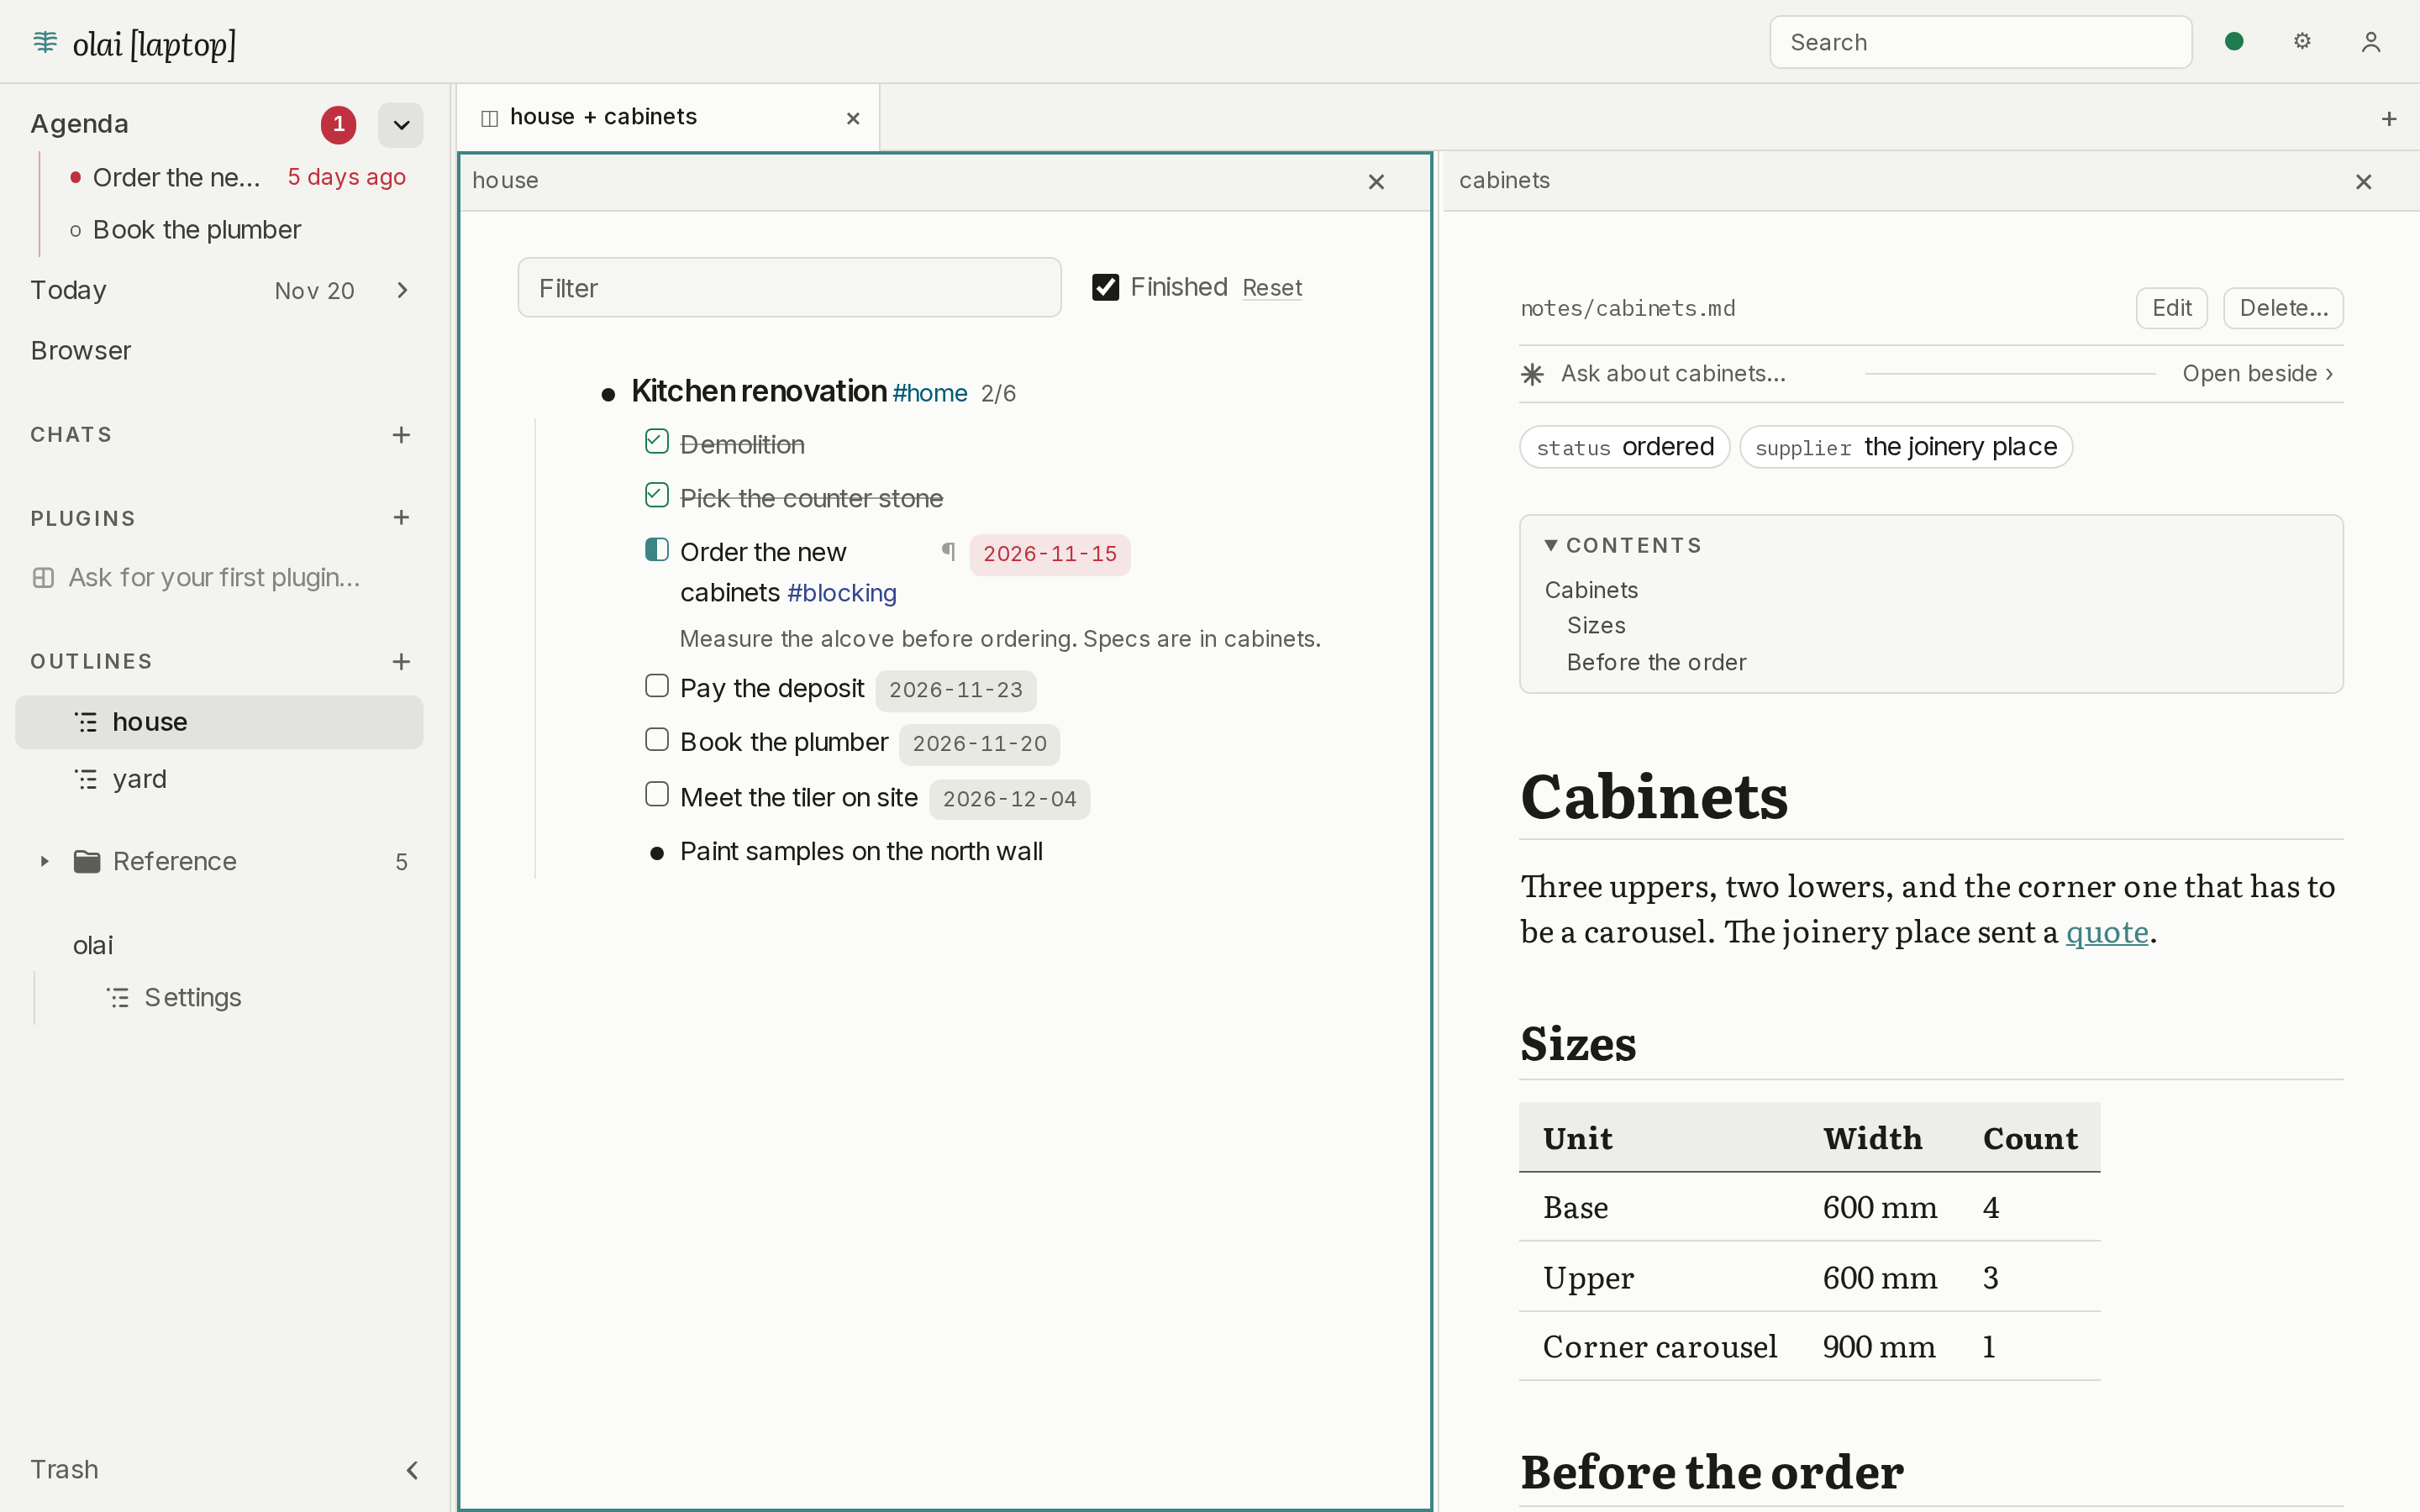 olai [laptop]
Search
Agenda
1
Order the ne...
5 days ago
Book the plumber
Today
Nov 20
Browser
CHATS
PLUGINS
Ask for your first plugin...
OUTLINES
house
yard
Reference
5
olai
Settings
Trash
house + cabinets
house
Filter
Finished
Reset
Kitchen renovation #home 2/6
Demolition
Pick the counter stone
Order the new ¶ 2026-11-15
cabinets #blocking
Measure the alcove before ordering. Specs are in cabinets.
Pay the deposit 2026-11-23
Book the plumber 2026-11-20
Meet the tiler on site 2026-12-04
Paint samples on the north wall
cabinets
notes/cabinets.md
Edit
Delete...
Ask about cabinets...
Open beside ›
status ordered
supplier the joinery place
CONTENTS
Cabinets
Sizes
Before the order
Cabinets
Three uppers, two lowers, and the corner one that has to
be a carousel. The joinery place sent a quote.
Sizes
Unit Width Count
Base 600 mm 4
Upper 600 mm 3
Corner carousel 900 mm 1
Before the order